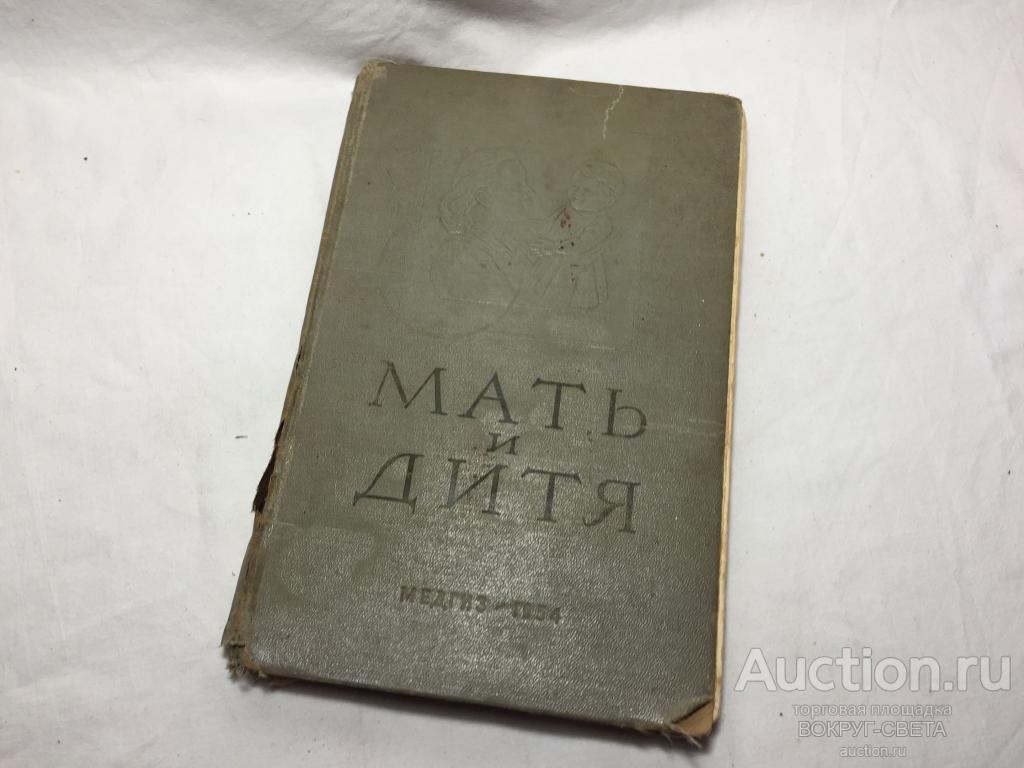 МАТЬ
и
ДИТЯ
МЕДГИЗ—1954
Auction.ru
торговая площадка
ВОКРУГ-СВЕТА
auction.ru